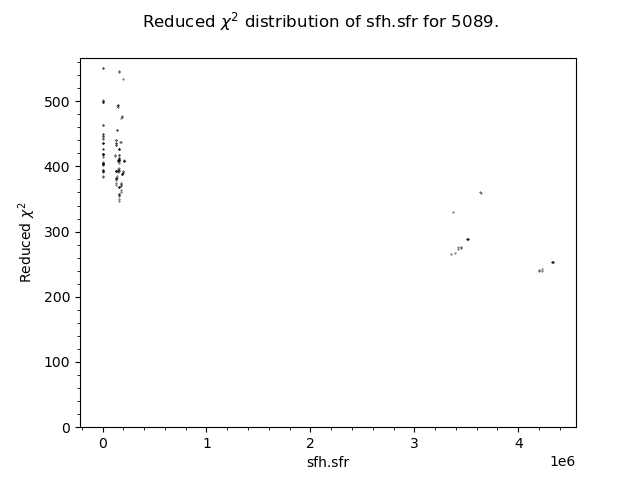 Reduced χ² distribution of sfh.sfr for 5089.
500
400
300
200
100
0
Reduced χ²
0 1 2 3 4
1e6
sfh.sfr